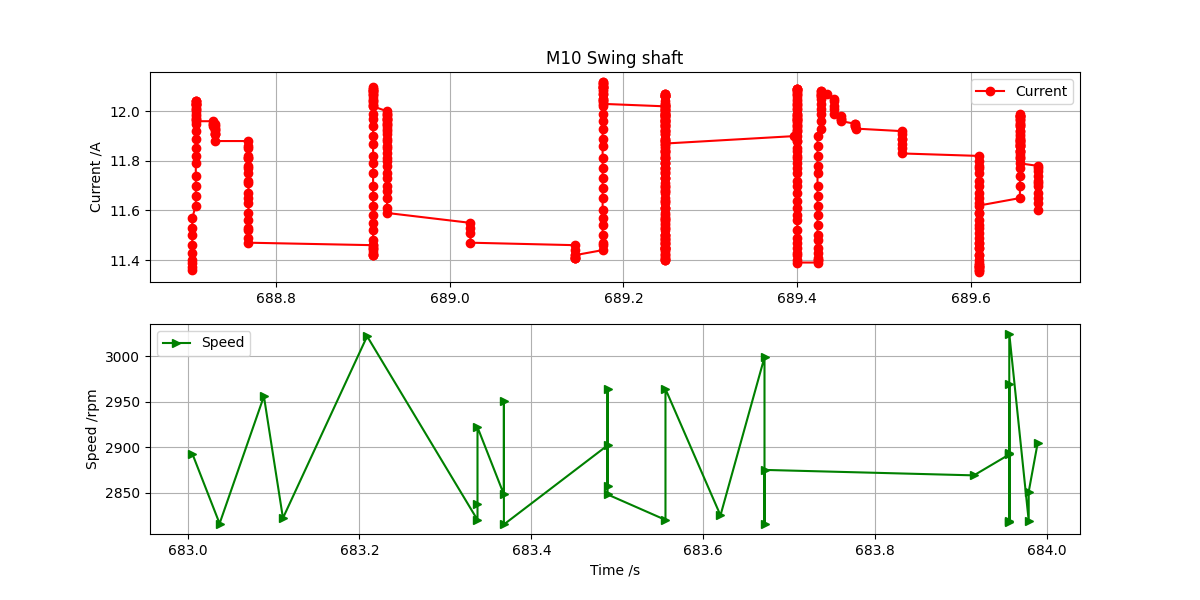 M10 Swing shaft
Current /A
12.0
11.8
11.6
11.4
Current
688.8 689.0 689.2 689.4 689.6
Speed /rpm
3000
2950
2900
2850
Speed
683.0 683.2 683.4 683.6 683.8 684.0
Time /s